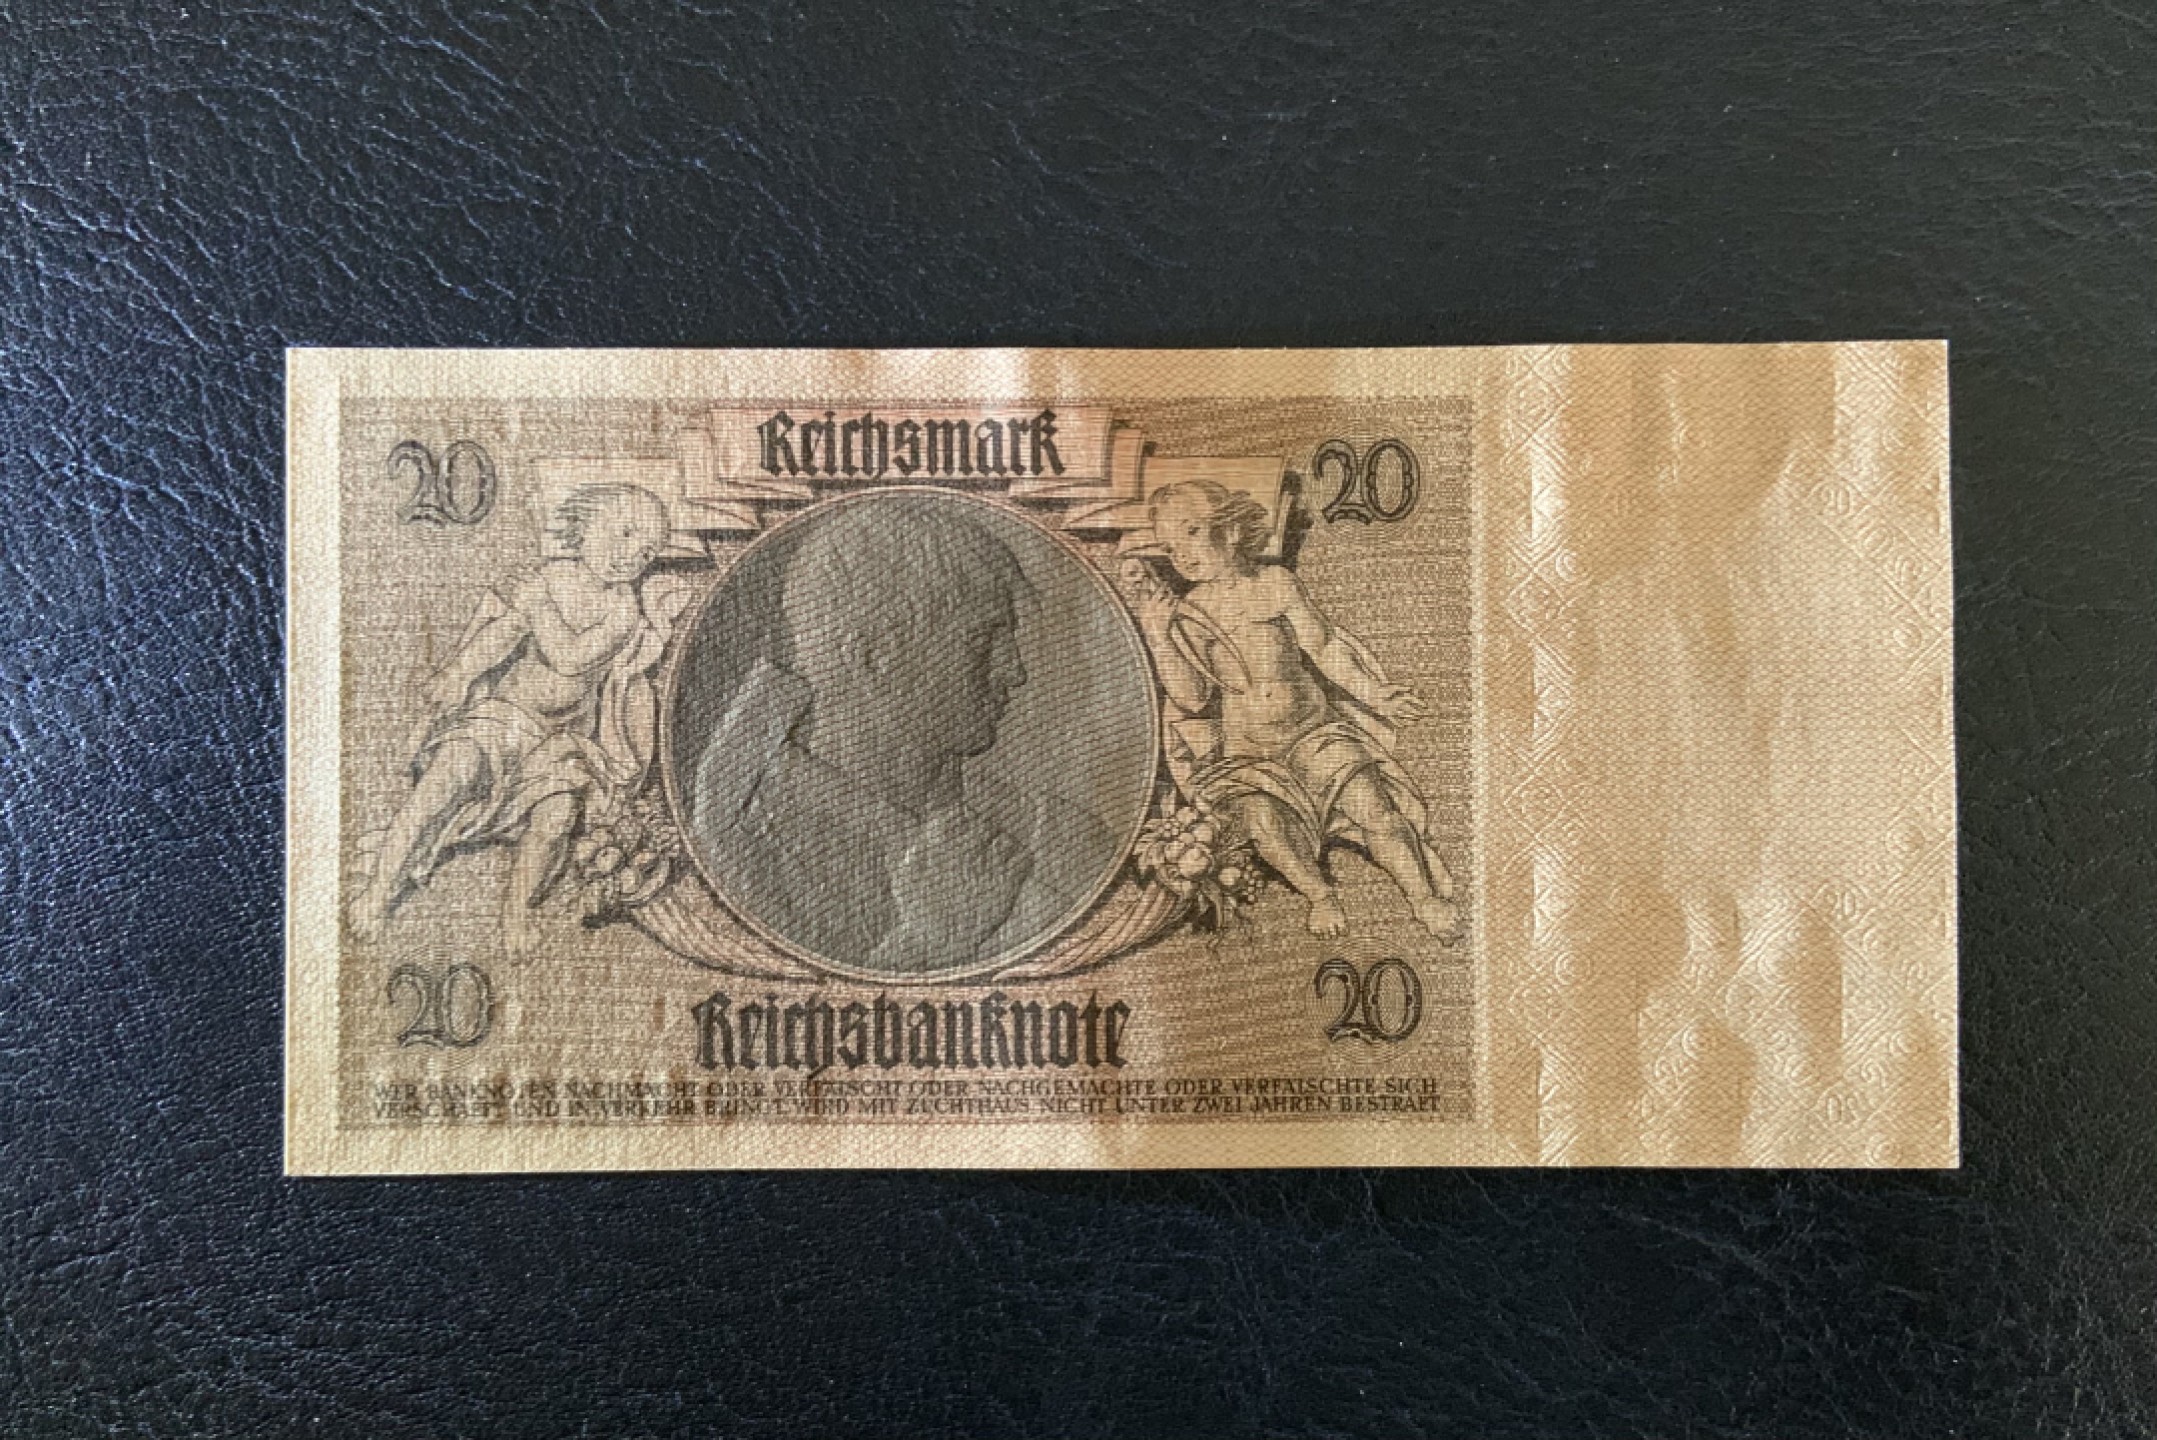 20 Reichsmark 20
20 Reichsbanknote 20
WER BANKNOTEN NACHMACHT ODER VERFÄLSCHT ODER NACHGEMACHTE ODER VERFÄLSCHTE SICH
VERSCHAFFT UND IN VERKEHR BRINGT, WIRD MIT ZUCHTHAUS NICHT UNTER ZWEI JAHREN BESTRAFT